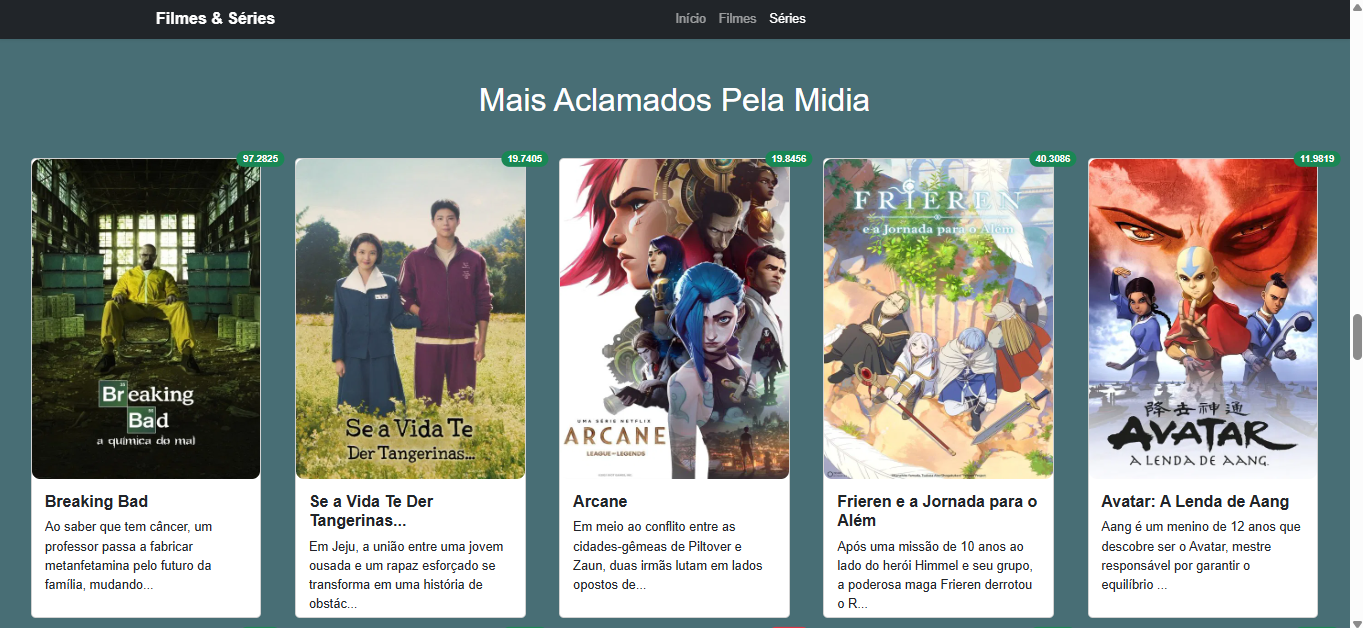 Filmes & Séries
Início Filmes Séries
Mais Aclamados Pela Midia
97.2825
19.7405
19.8456
40.3086
11.9819
Breaking
Bad
a química do mal
Se a Vida Te
Der Tangerinas...
UMA SÉRIE NETFLIX
ARCANE
LEAGUE OF LEGENDS
FRIEREN
e a Jornada para o Além
降去神通
AVATAR
A LENDA DE AANG.
Breaking Bad
Ao saber que tem câncer, um
professor passa a fabricar
metanfetamina pelo futuro da
família, mudando...
Se a Vida Te Der
Tangerinas...
Em Jeju, a união entre uma jovem
ousada e um rapaz esforçado se
transforma em uma história de
obstác...
Arcane
Em meio ao conflito entre as
cidades-gêmeas de Piltover e
Zaun, duas irmãs lutam em lados
opostos de...
Frieren e a Jornada para o
Além
Após uma missão de 10 anos ao
lado do herói Himmel e seu grupo,
a poderosa maga Frieren derrotou
o R...
Avatar: A Lenda de Aang
Aang é um menino de 12 anos que
descobre ser o Avatar, mestre
responsável por garantir o
equilíbrio ...